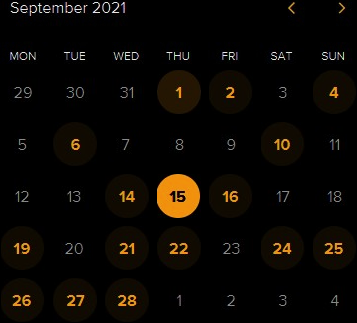 September 2021 < >
MON TUE WED THU FRI SAT SUN
29 30 31 1 2 3 4
5 6 7 8 9 10 11
12 13 14 15 16 17 18
19 20 21 22 23 24 25
26 27 28 1 2 3 4